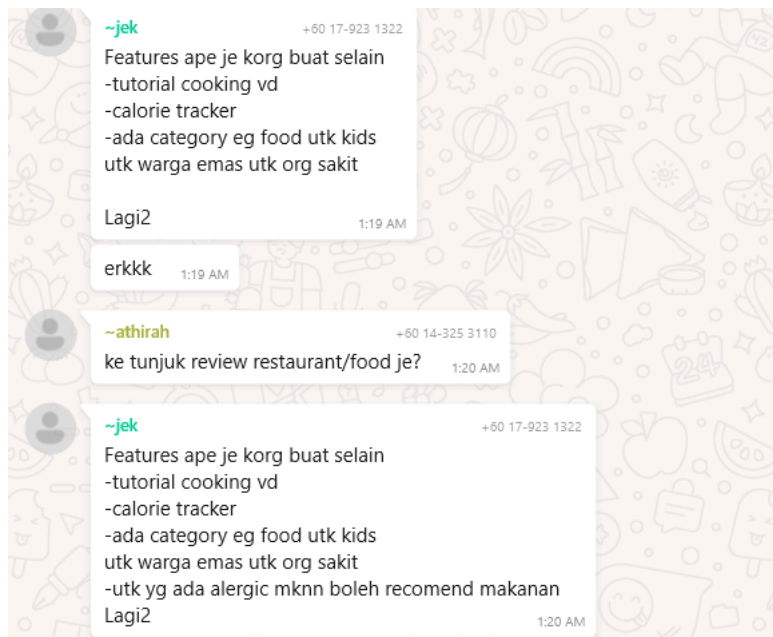 ~jek +60 17-923 1322
Features ape je korg buat selain
-tutorial cooking vd
-calorie tracker
-ada category eg food utk kids
utk warga emas utk org sakit
Lagi2 1:19 AM
erkkk 1:19 AM
~athirah +60 14-325 3110
ke tunjuk review restaurant/food je? 1:20 AM
~jek +60 17-923 1322
Features ape je korg buat selain
-tutorial cooking vd
-calorie tracker
-ada category eg food utk kids
utk warga emas utk org sakit
-utk yg ada alergic mknn boleh recomend makanan
Lagi2 1:20 AM